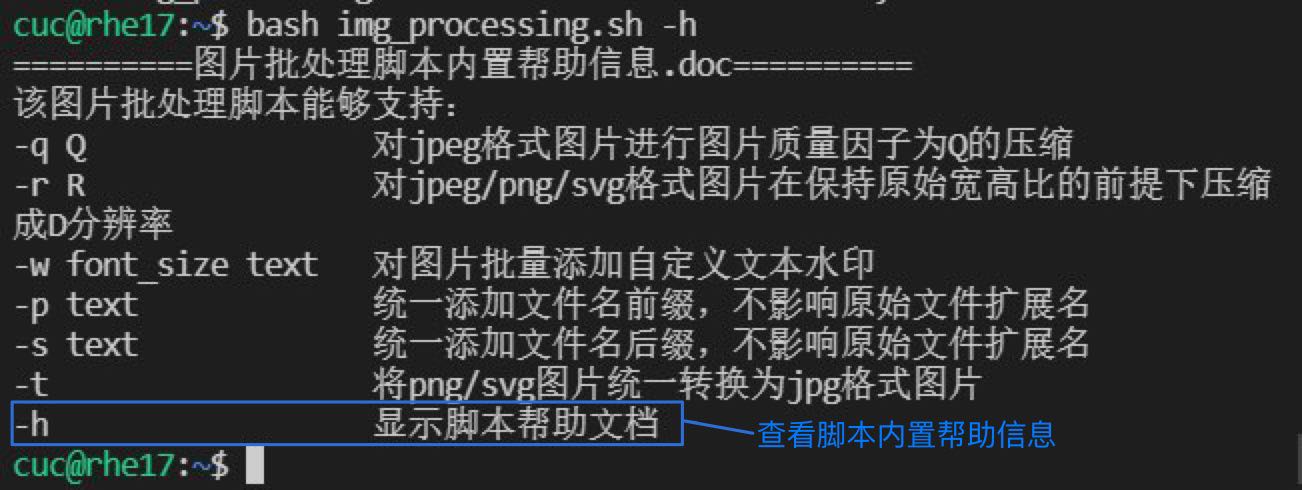 cuc@rhe17:~$ bash img_processing.sh -h
==========图片批处理脚本内置帮助信息.doc==========
该图片批处理脚本能够支持:
-q Q 对jpeg格式图片进行图片质量因子为Q的压缩
-r R 对jpeg/png/svg格式图片在保持原始宽高比的前提下压缩
成D分辨率
-w font_size text 对图片批量添加自定义文本水印
-p text 统一添加文件名前缀，不影响原始文件扩展名
-s text 统一添加文件名后缀，不影响原始文件扩展名
-t 将png/svg图片统一转换为jpg格式图片
-h 显示脚本帮助文档
查看脚本内置帮助信息
cuc@rhe17:~$